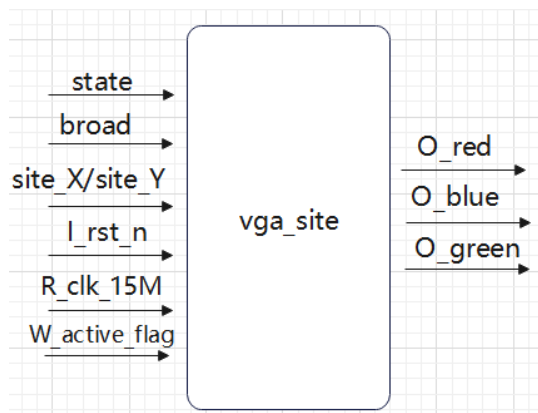 state
broad
site_X/site_Y
I_rst_n
R_clk_15M
W_active_flag
vga_site
O_red
O_blue
O_green